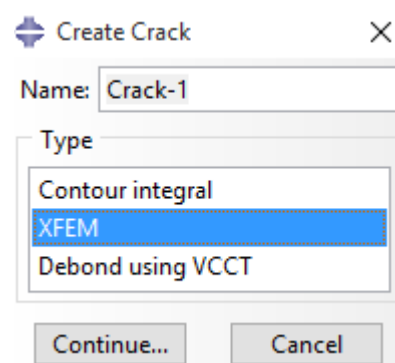 Create Crack
Name: Crack-1
Type
Contour integral
XFEM
Debond using VCCT
Continue... Cancel